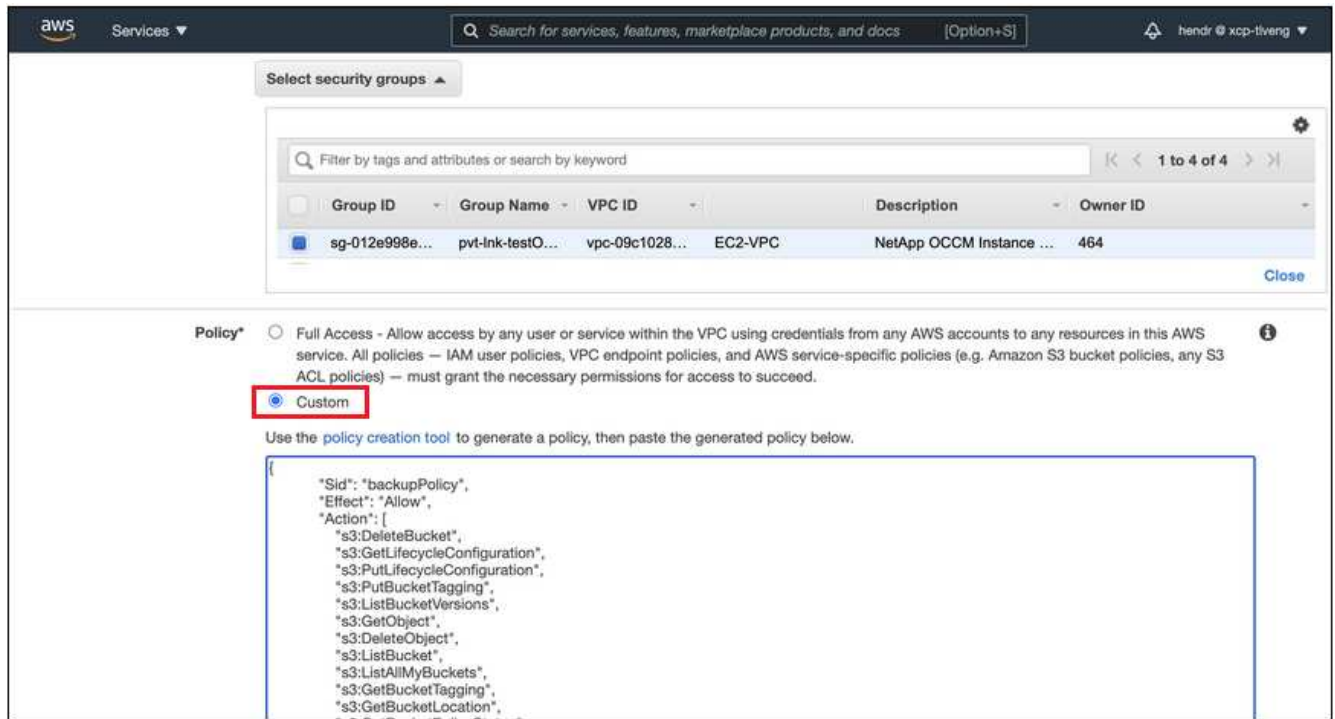 aws Services ▼ Search for services, features, marketplace products, and docs [Option+S] hendr @ xcp-tlveng ▼
Select security groups ▲
Filter by tags and attributes or search by keyword |< < 1 to 4 of 4 > >|
Group ID Group Name VPC ID Description Owner ID
sg-012e998e... pvt-lnk-testO... vpc-09c1028... EC2-VPC NetApp OCCM Instance ... 464
Close
Policy* Full Access - Allow access by any user or service within the VPC using credentials from any AWS accounts to any resources in this AWS
service. All policies — IAM user policies, VPC endpoint policies, and AWS service-specific policies (e.g. Amazon S3 bucket policies, any S3
ACL policies) — must grant the necessary permissions for access to succeed.
Custom
Use the policy creation tool to generate a policy, then paste the generated policy below.
{
"Sid": "backupPolicy",
"Effect": "Allow",
"Action": [
"s3:DeleteBucket",
"s3:GetLifecycleConfiguration",
"s3:PutLifecycleConfiguration",
"s3:PutBucketTagging",
"s3:ListBucketVersions",
"s3:GetObject",
"s3:DeleteObject",
"s3:ListBucket",
"s3:ListAllMyBuckets",
"s3:GetBucketTagging",
"s3:GetBucketLocation",